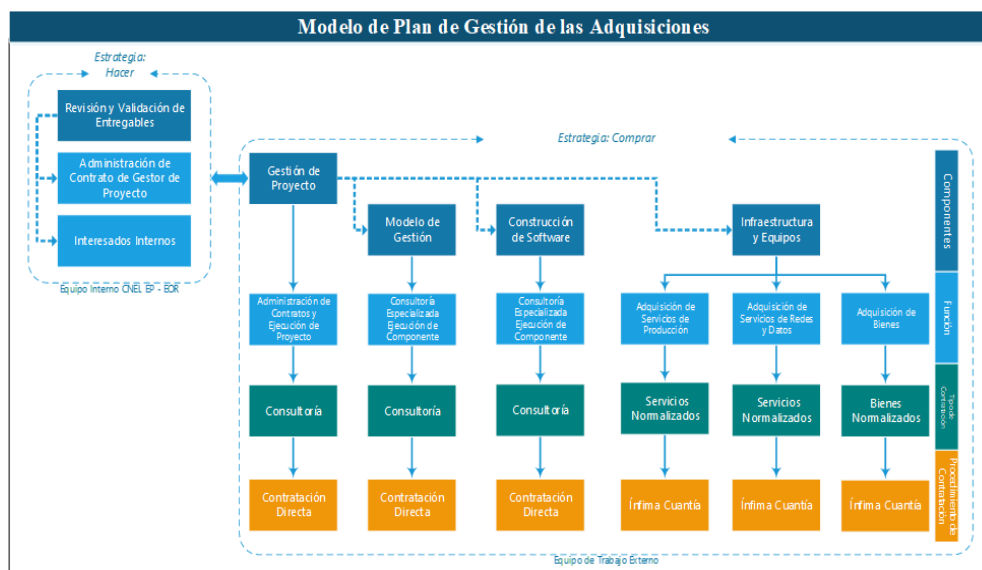 Modelo de Plan de Gestión de las Adquisiciones
Estrategia:
Hacer
Revisión y Validación de
Entregables
Administración de
Contrato de Gestor de
Proyecto
Interesados Internos
Equipo Interno CNEL EP - EOR
Estrategia: Comprar
Gestión de
Proyecto
Modelo de
Gestión
Construcción
de Software
Infraestructura
y Equipos
Componentes
Administración de
Contratos y
Ejecución de
Proyecto
Consultoría
Especializada
Ejecución de
Componente
Consultoría
Especializada
Ejecución de
Componente
Adquisición de
Servicios de
Producción
Adquisición de
Servicios de Redes
y Datos
Adquisición de
Bienes
Función
Consultoría
Consultoría
Consultoría
Servicios
Normalizados
Servicios
Normalizados
Bienes
Normalizados
Tipo de
Contratación
Contratación
Directa
Contratación
Directa
Contratación
Directa
Ínfima Cuantía
Ínfima Cuantía
Ínfima Cuantía
Procedimiento de
Contratación
Equipo de Trabajo Externo